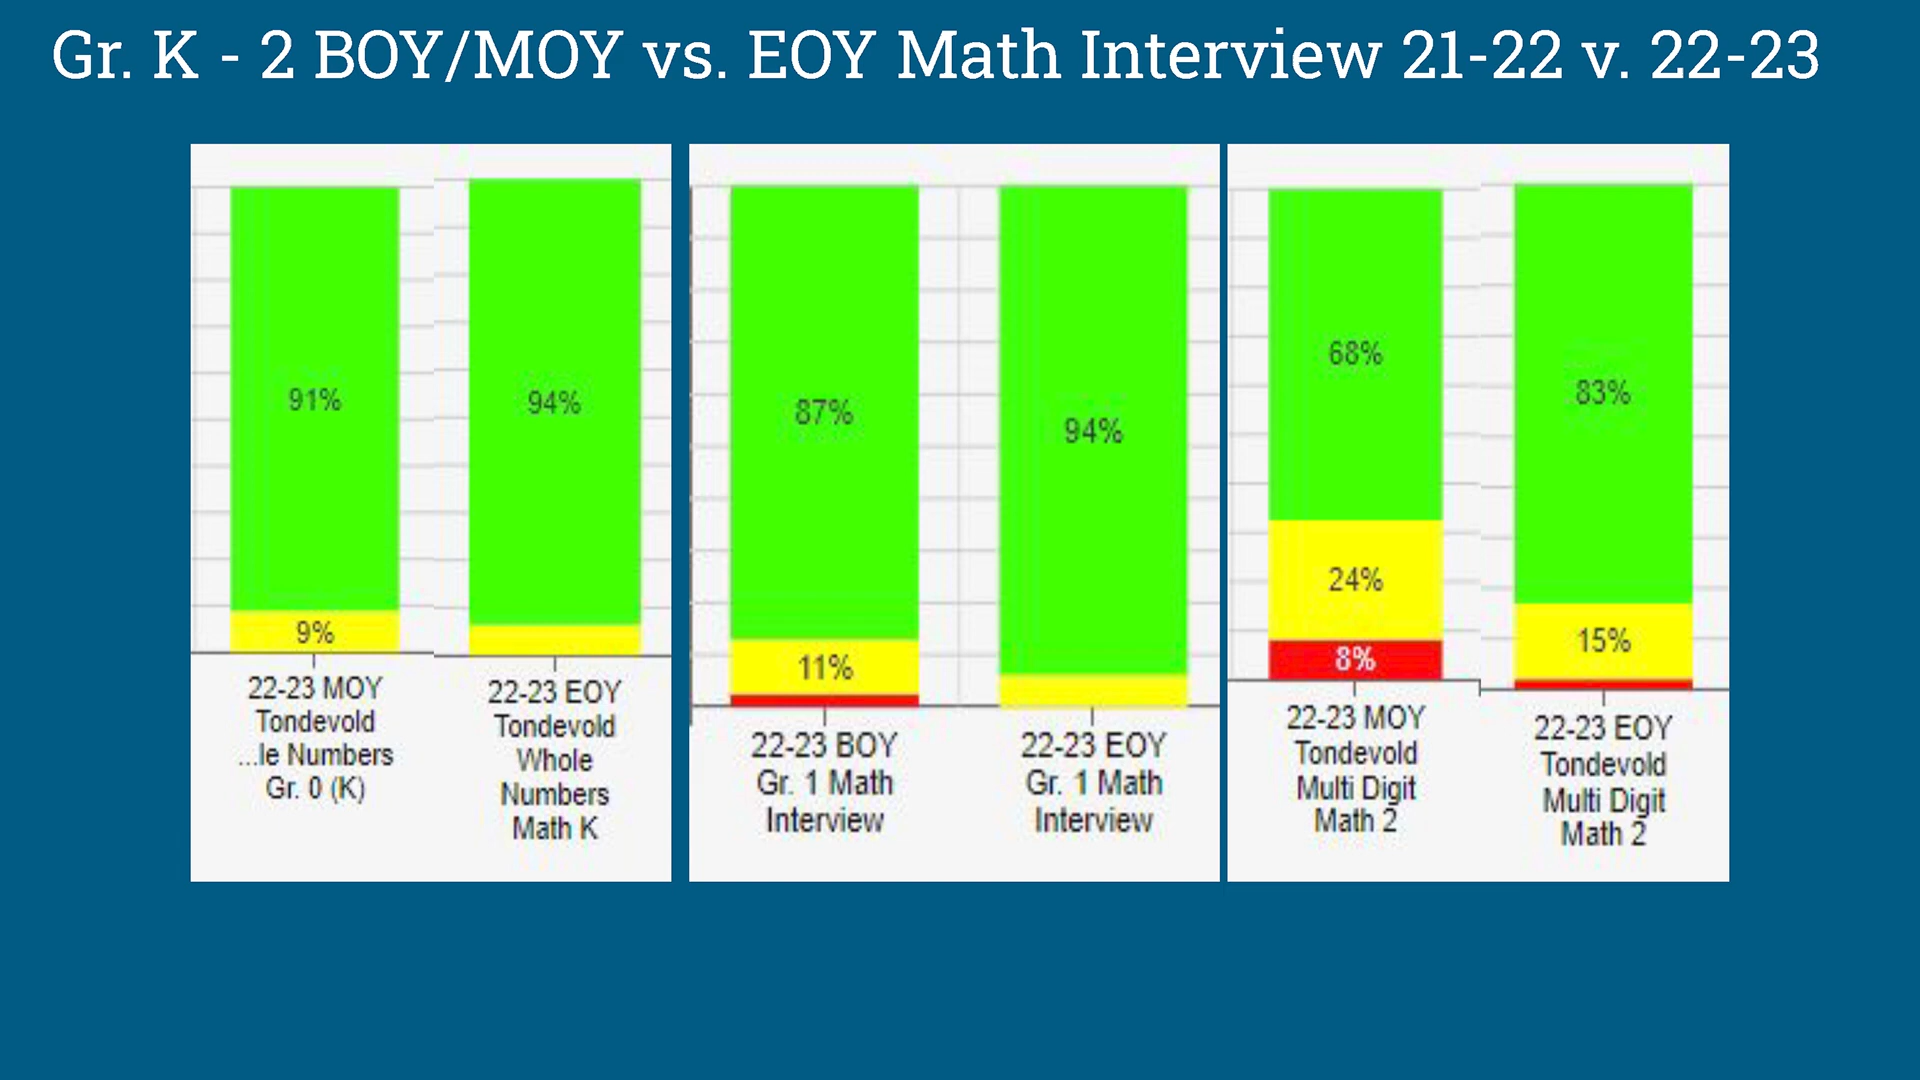 Gr. K - 2 BOY/MOY vs. EOY Math Interview 21-22 v. 22-23
91%
9%
22-23 MOY
Tondevold
...le Numbers
Gr. 0 (K)
94%
22-23 EOY
Tondevold
Whole
Numbers
Math K
87%
11%
22-23 BOY
Gr. 1 Math
Interview
94%
22-23 EOY
Gr. 1 Math
Interview
68%
24%
8%
22-23 MOY
Tondevold
Multi Digit
Math 2
83%
15%
22-23 EOY
Tondevold
Multi Digit
Math 2